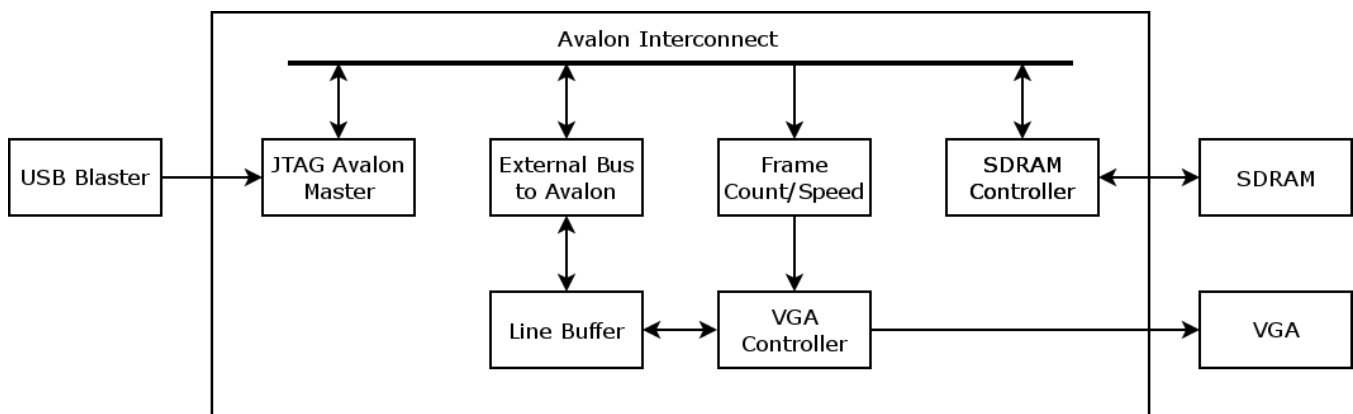 Avalon Interconnect
USB Blaster
JTAG Avalon
Master
External Bus
to Avalon
Frame
Count/Speed
SDRAM
Controller
SDRAM
Line Buffer
VGA
Controller
VGA